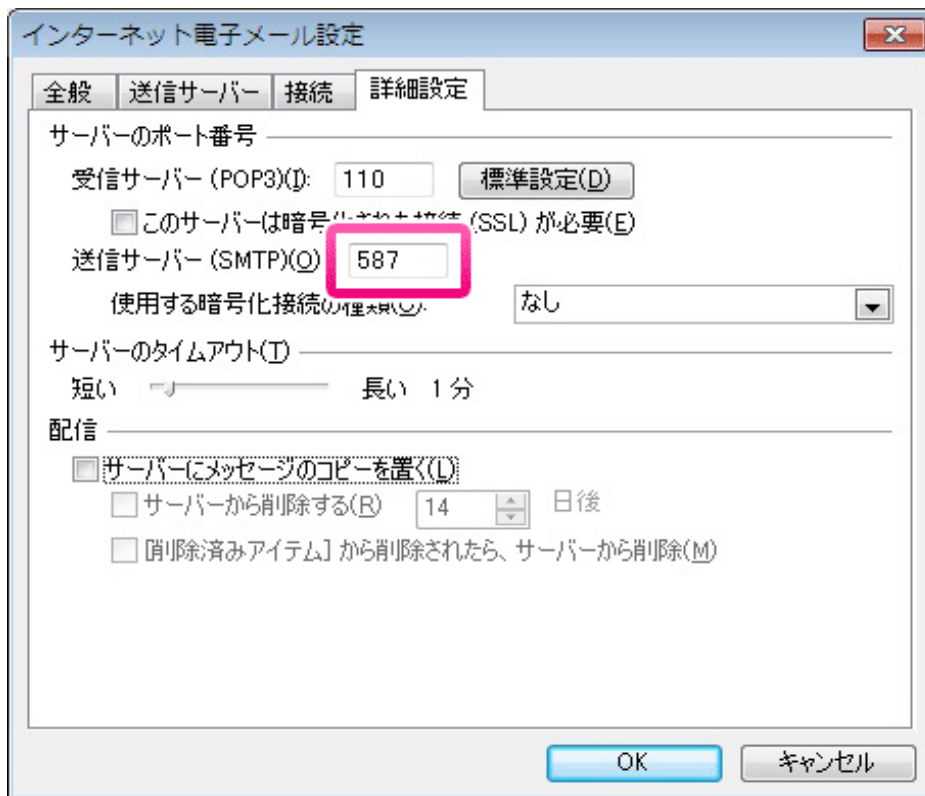 インターネット電子メール設定
全般 送信サーバー 接続 詳細設定
サーバーのポート番号
受信サーバー (POP3)(I): 110 標準設定(D)
このサーバーは暗号化された接続 (SSL) が必要(E)
送信サーバー (SMTP)(O) 587
使用する暗号化接続の種類(C): なし
サーバーのタイムアウト(T)
短い 長い 1 分
配信
サーバーにメッセージのコピーを置く(L)
サーバーから削除する(R) 14 日後
[削除済みアイテム] から削除されたら、サーバーから削除(M)
OK キャンセル